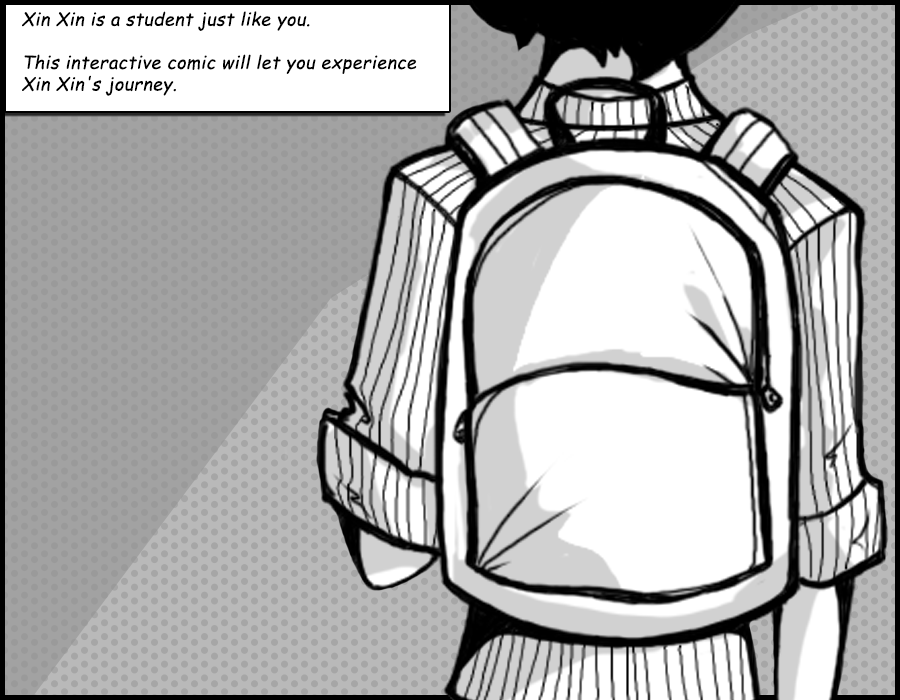 Xin Xin is a student just like you.
This interactive comic will let you experience
Xin Xin's journey.